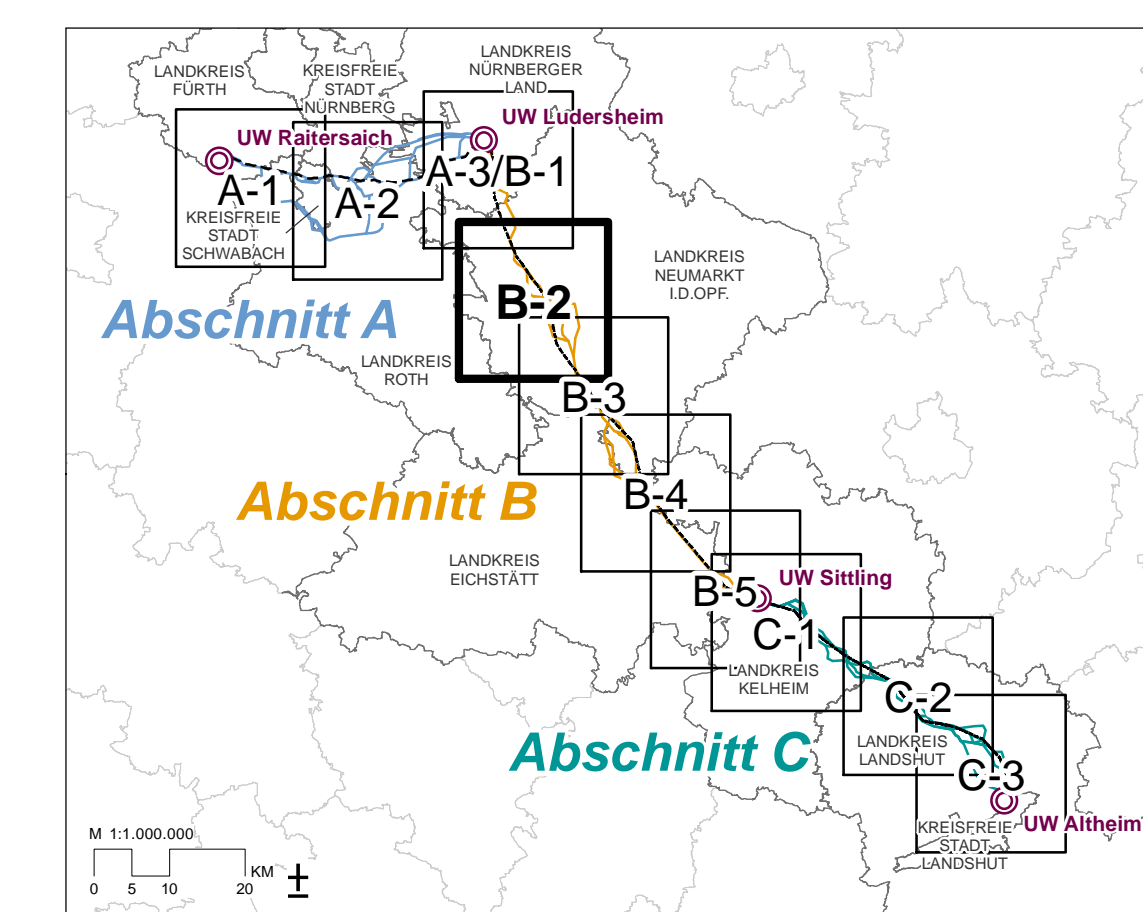 LANDKREIS
FÜRTH
KREISFREIE
STADT
NÜRNBERG
LANDKREIS
NÜRNBERGER
LAND
UW Raitersaich
UW Ludersheim
A-1
A-2
A-3/B-1
KREISFREIE
STADT
SCHWABACH
LANDKREIS
NEUMARKT
I.D.OPF.
B-2
Abschnitt A
LANDKREIS
ROTH
B-3
Abschnitt B
B-4
LANDKREIS
EICHSTÄTT
B-5
UW Sittling
C-1
LANDKREIS
KELHEIM
C-2
Abschnitt C
LANDKREIS
LANDSHUT
C-3
KREISFREIE
STADT
LANDSHUT
UW Altheim
M 1:1.000.000
KM
0 5 10 20